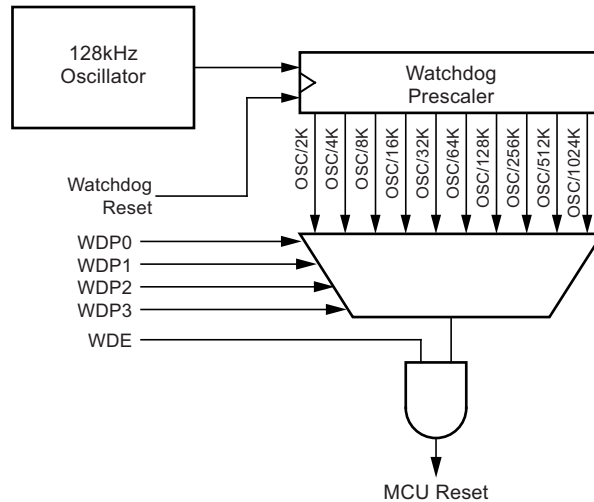 128kHz
Oscillator
Watchdog
Prescaler
OSC/2K
OSC/4K
OSC/8K
OSC/16K
OSC/32K
OSC/64K
OSC/128K
OSC/256K
OSC/512K
OSC/1024K
Watchdog
Reset
WDP0
WDP1
WDP2
WDP3
WDE
MCU Reset